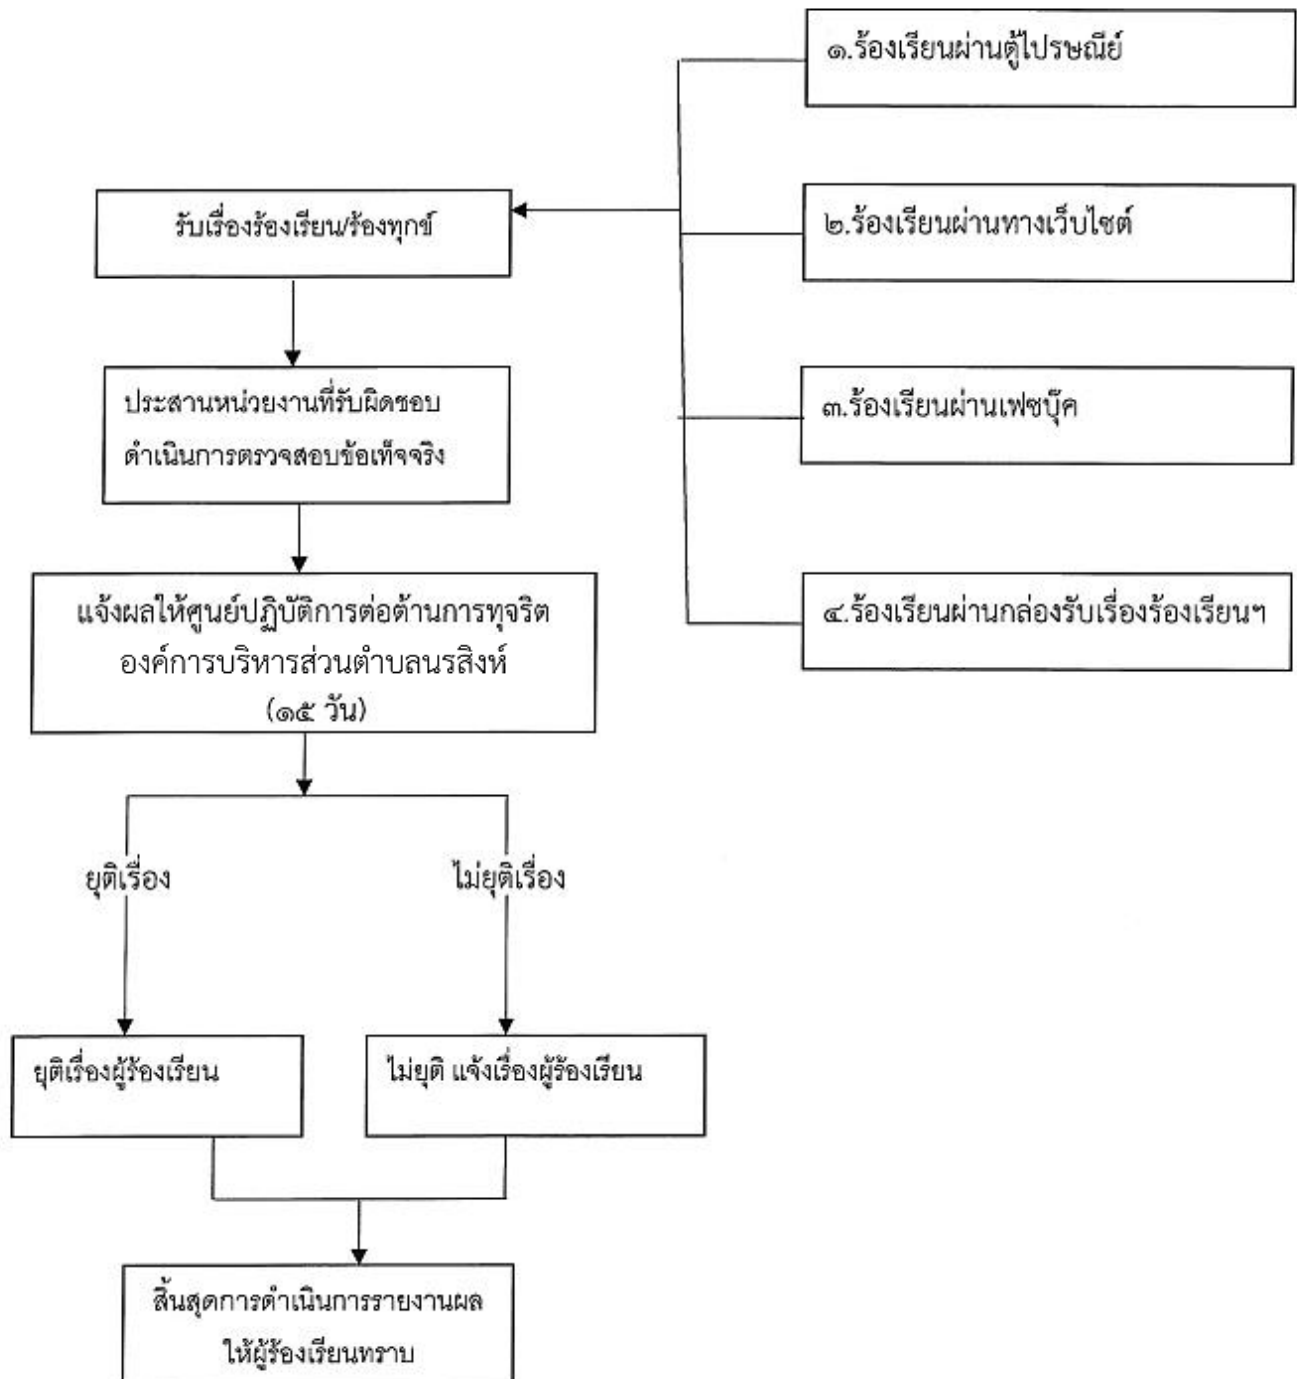 ๑.ร้องเรียนผ่านตู้ไปรษณีย์
รับเรื่องร้องเรียน/ร้องทุกข์
๒.ร้องเรียนผ่านทางเว็บไซต์
ประสานหน่วยงานที่รับผิดชอบ
ดำเนินการตรวจสอบข้อเท็จจริง
๓.ร้องเรียนผ่านเฟซบุ๊ค
แจ้งผลให้ศูนย์ปฏิบัติการต่อต้านการทุจริต
องค์การบริหารส่วนตำบลนรสิงห์
(๑๕ วัน)
๔.ร้องเรียนผ่านกล่องรับเรื่องร้องเรียนฯ
ยุติเรื่อง
ไม่ยุติเรื่อง
ยุติเรื่องผู้ร้องเรียน
ไม่ยุติ แจ้งเรื่องผู้ร้องเรียน
สิ้นสุดการดำเนินการรายงานผล
ให้ผู้ร้องเรียนทราบ